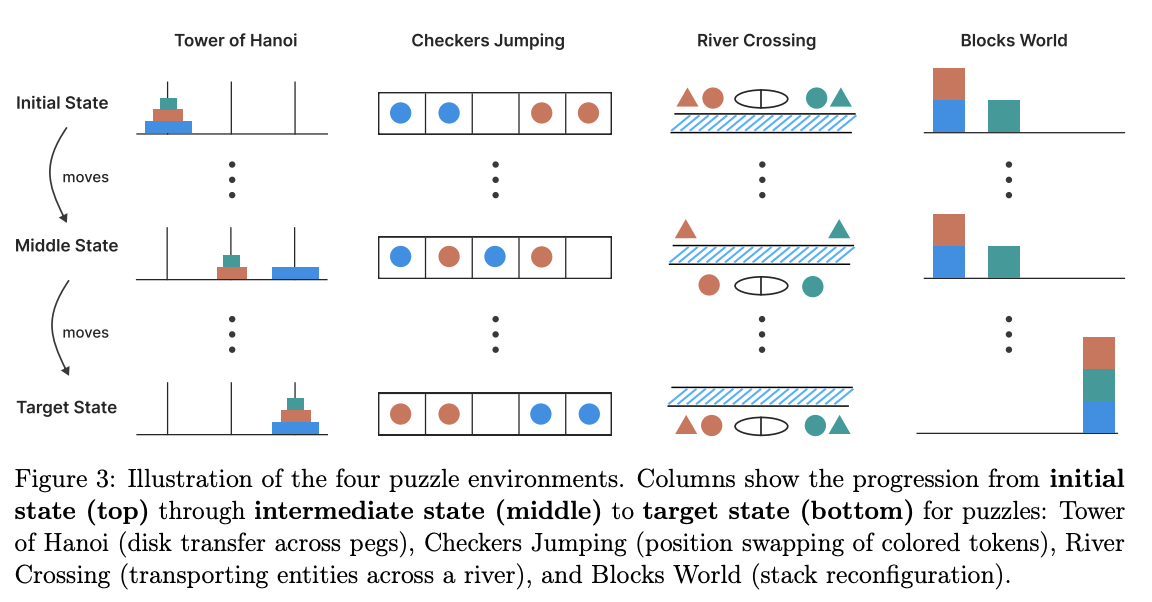 Tower of Hanoi
Checkers Jumping
River Crossing
Blocks World
Initial State
moves
Middle State
moves
Target State
Figure 3: Illustration of the four puzzle environments. Columns show the progression from initial
state (top) through intermediate state (middle) to target state (bottom) for puzzles: Tower
of Hanoi (disk transfer across pegs), Checkers Jumping (position swapping of colored tokens), River
Crossing (transporting entities across a river), and Blocks World (stack reconfiguration).